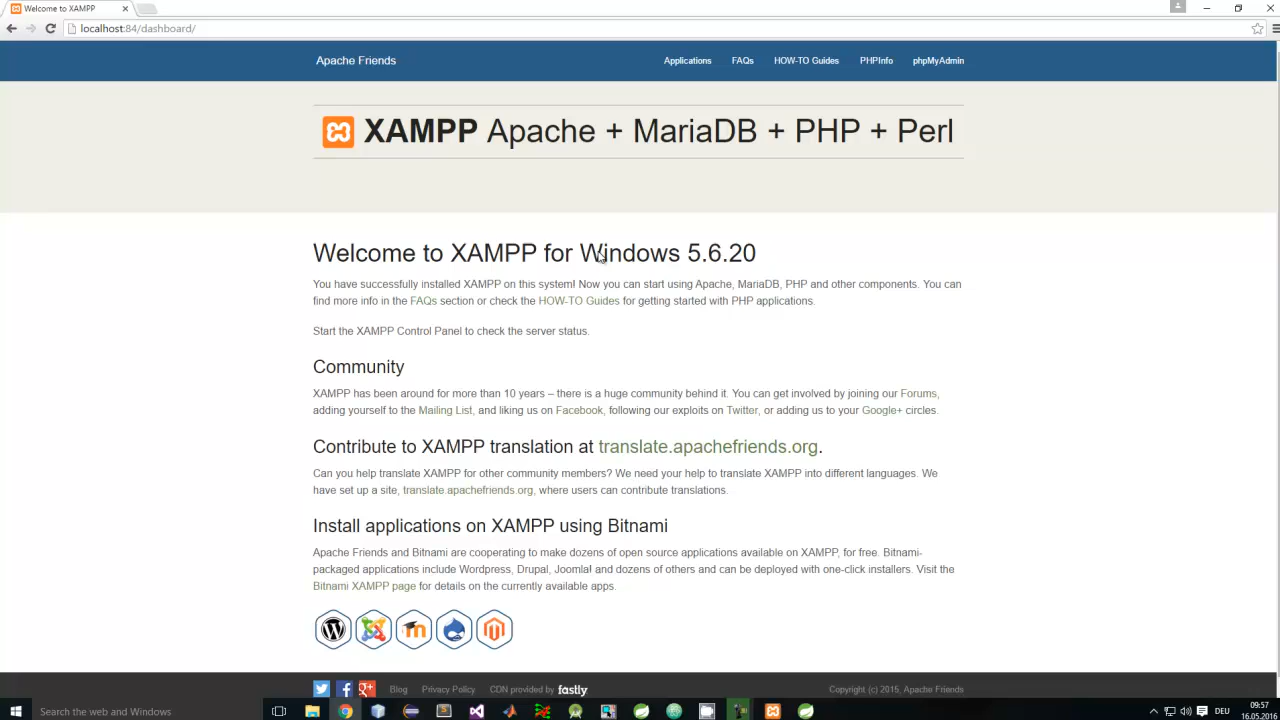 Welcome to XAMPP
localhost:84/dashboard/
Apache Friends
Applications
FAQs
HOW-TO Guides
PHPInfo
phpMyAdmin
XAMPP Apache + MariaDB + PHP + Perl
Welcome to XAMPP for Windows 5.6.20
You have successfully installed XAMPP on this system! Now you can start using Apache, MariaDB, PHP and other components. You can
find more info in the FAQs section or check the HOW-TO Guides for getting started with PHP applications.
Start the XAMPP Control Panel to check the server status.
Community
XAMPP has been around for more than 10 years – there is a huge community behind it. You can get involved by joining our Forums,
adding yourself to the Mailing List, and liking us on Facebook, following our exploits on Twitter, or adding us to your Google+ circles.
Contribute to XAMPP translation at translate.apachefriends.org.
Can you help translate XAMPP for other community members? We need your help to translate XAMPP into different languages. We
have set up a site, translate.apachefriends.org, where users can contribute translations.
Install applications on XAMPP using Bitnami
Apache Friends and Bitnami are cooperating to make dozens of open source applications available on XAMPP, for free. Bitnami-
packaged applications include Wordpress, Drupal, Joomla! and dozens of others and can be deployed with one-click installers. Visit the
Bitnami XAMPP page for details on the currently available apps.
Blog
Privacy Policy
CDN provided by fastly
Copyright (c) 2015, Apache Friends
Search the web and Windows
DEU
09:57
16.05.2016